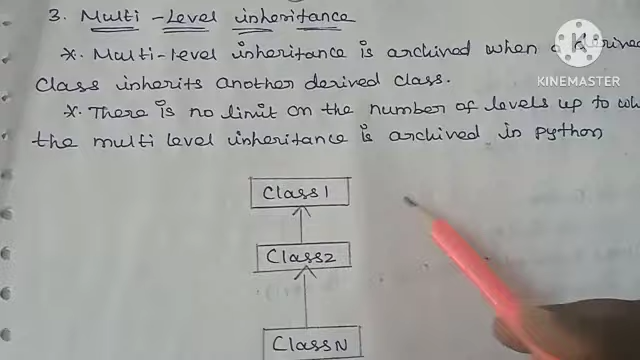 3. Multi-Level inheritance
* Multi-level inheritance is archived when a
KINEMASTER
Class inherits another derived class.
* There is no limit on the number of levels up to
the multi level inheritance is archived in python
Class1
Class2
ClassN